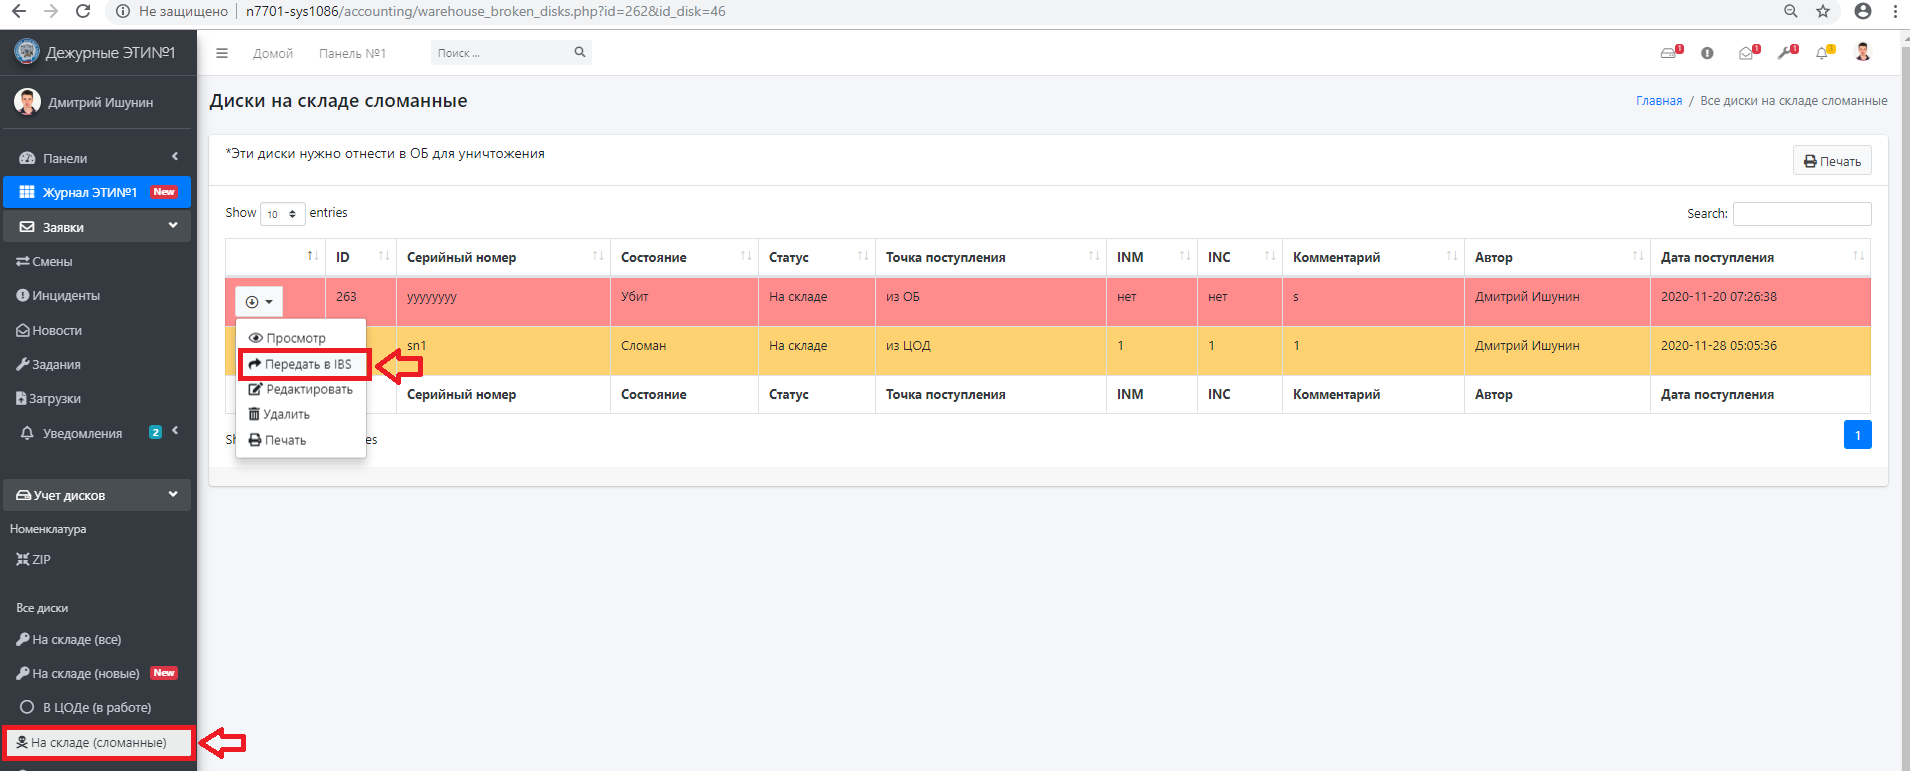 Не защищено | n7701-sys1086/accounting/warehouse_broken_disks.php?id=262&id_disk=46
Дежурные ЭТИ№1
Домой Панель №1 Поиск ...
1 1 1 3
Дмитрий Ишунин
Диски на складе сломанные
Главная / Все диски на складе сломанные
*Эти диски нужно отнести в ОБ для уничтожения
Печать
Панели
Журнал ЭТИ№1 New
Заявки
Смены
Инциденты
Новости
Задания
Загрузки
Уведомления 2
Учет дисков
Номенклатура
ZIP
Все диски
На складе (все)
На складе (новые) New
В ЦОДе (в работе)
На складе (сломанные)
Show 10 entries
Search:
ID Серийный номер Состояние Статус Точка поступления INM INC Комментарий Автор Дата поступления
263 yyyyyyyy Убит На складе из ОБ нет нет s Дмитрий Ишунин 2020-11-20 07:26:38
sn1 Сломан На складе из ЦОД 1 1 1 Дмитрий Ишунин 2020-11-28 05:05:36
Серийный номер Состояние Статус Точка поступления INM INC Комментарий Автор Дата поступления
Просмотр
Передать в IBS
Редактировать
Удалить
Печать
1